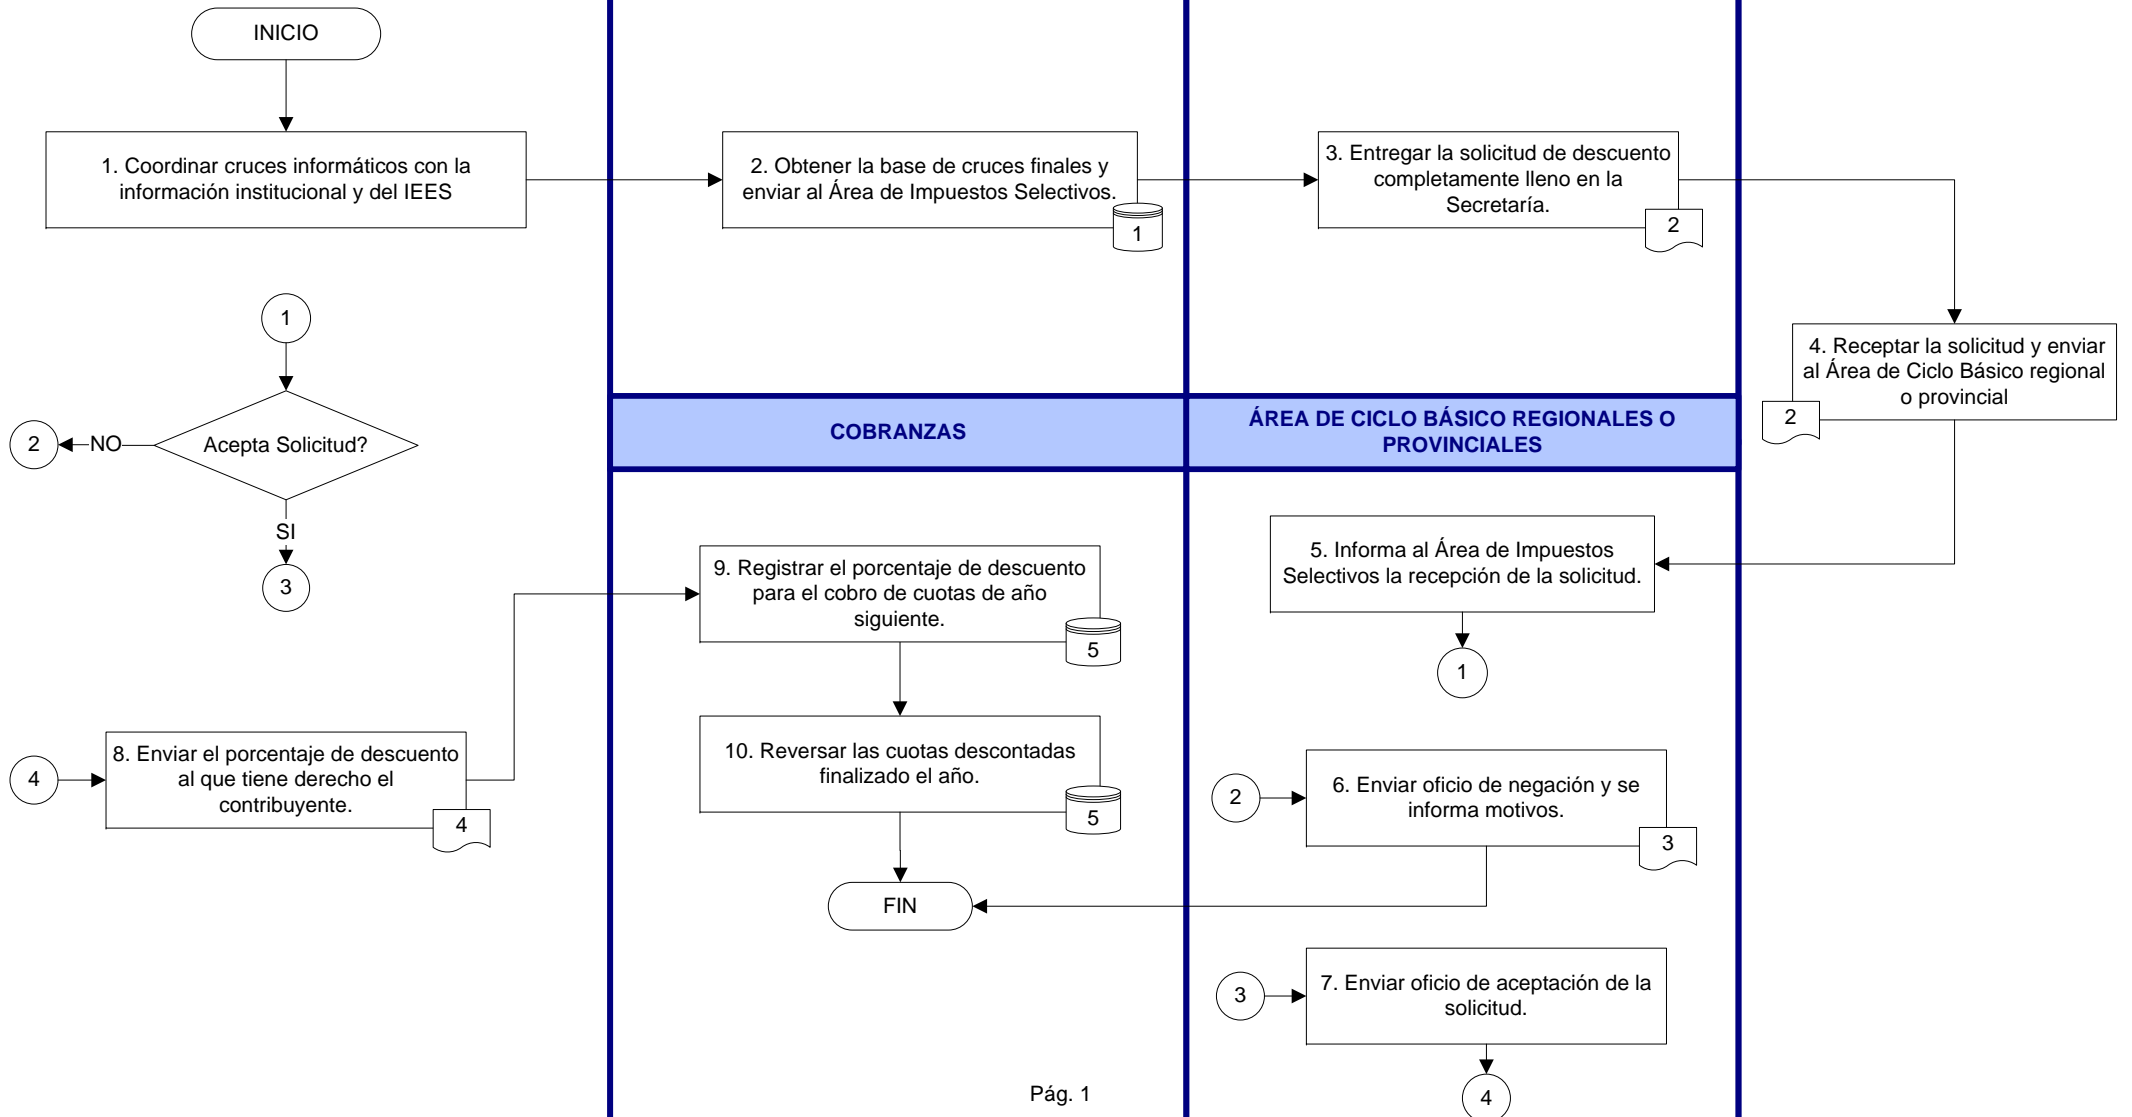 INICIO
1. Coordinar cruces informáticos con la
información institucional y del IEES
2. Obtener la base de cruces finales y
enviar al Área de Impuestos Selectivos.
1
3. Entregar la solicitud de descuento
completamente lleno en la
Secretaría.
2
4. Receptar la solicitud y enviar
al Área de Ciclo Básico regional
o provincial
2
1
Acepta Solicitud?
NO
2
SI
3
COBRANZAS
ÁREA DE CICLO BÁSICO REGIONALES O
PROVINCIALES
5. Informa al Área de Impuestos
Selectivos la recepción de la solicitud.
1
9. Registrar el porcentaje de descuento
para el cobro de cuotas de año
siguiente.
5
4
8. Enviar el porcentaje de descuento
al que tiene derecho el
contribuyente.
4
10. Reversar las cuotas descontadas
finalizado el año.
5
2
6. Enviar oficio de negación y se
informa motivos.
3
FIN
3
7. Enviar oficio de aceptación de la
solicitud.
4
Pág. 1